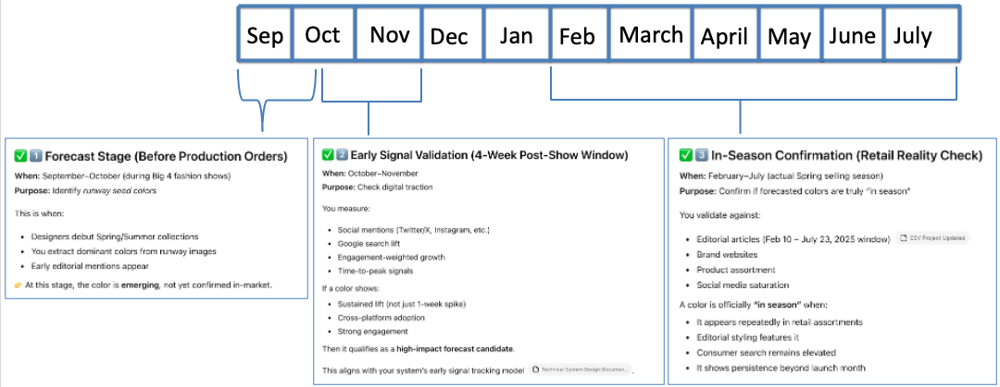 Sep Oct Nov Dec Jan Feb March April May June July
✅ 1️⃣ Forecast Stage (Before Production Orders)
When: September–October (during Big 4 fashion shows)
Purpose: Identify runway seed colors
This is when:
• Designers debut Spring/Summer collections
• You extract dominant colors from runway images
• Early editorial mentions appear
👉 At this stage, the color is emerging, not yet confirmed in-market.
✅ 2️⃣ Early Signal Validation (4-Week Post-Show Window)
When: October–November
Purpose: Check digital traction
You measure:
• Social mentions (Twitter/X, Instagram, etc.)
• Google search lift
• Engagement-weighted growth
• Time-to-peak signals
If a color shows:
• Sustained lift (not just 1-week spike)
• Cross-platform adoption
• Strong engagement
Then it qualifies as a high-impact forecast candidate.
This aligns with your system's early signal tracking model Technical System Design Documen... .
✅ 3️⃣ In-Season Confirmation (Retail Reality Check)
When: February–July (actual Spring selling season)
Purpose: Confirm if forecasted colors are truly "in season"
You validate against:
• Editorial articles (Feb 10 – July 23, 2025 window) CSV Project Updated
• Brand websites
• Product assortment
• Social media saturation
A color is officially "in season" when:
• It appears repeatedly in retail assortments
• Editorial styling features it
• Consumer search remains elevated
• It shows persistence beyond launch month